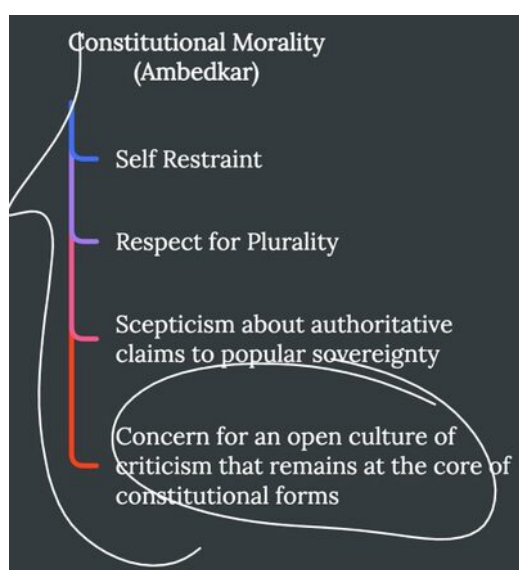 Constitutional Morality
(Ambedkar)
Self Restraint
Respect for Plurality
Scepticism about authoritative
claims to popular sovereignty
Concern for an open culture of
criticism that remains at the core of
constitutional forms